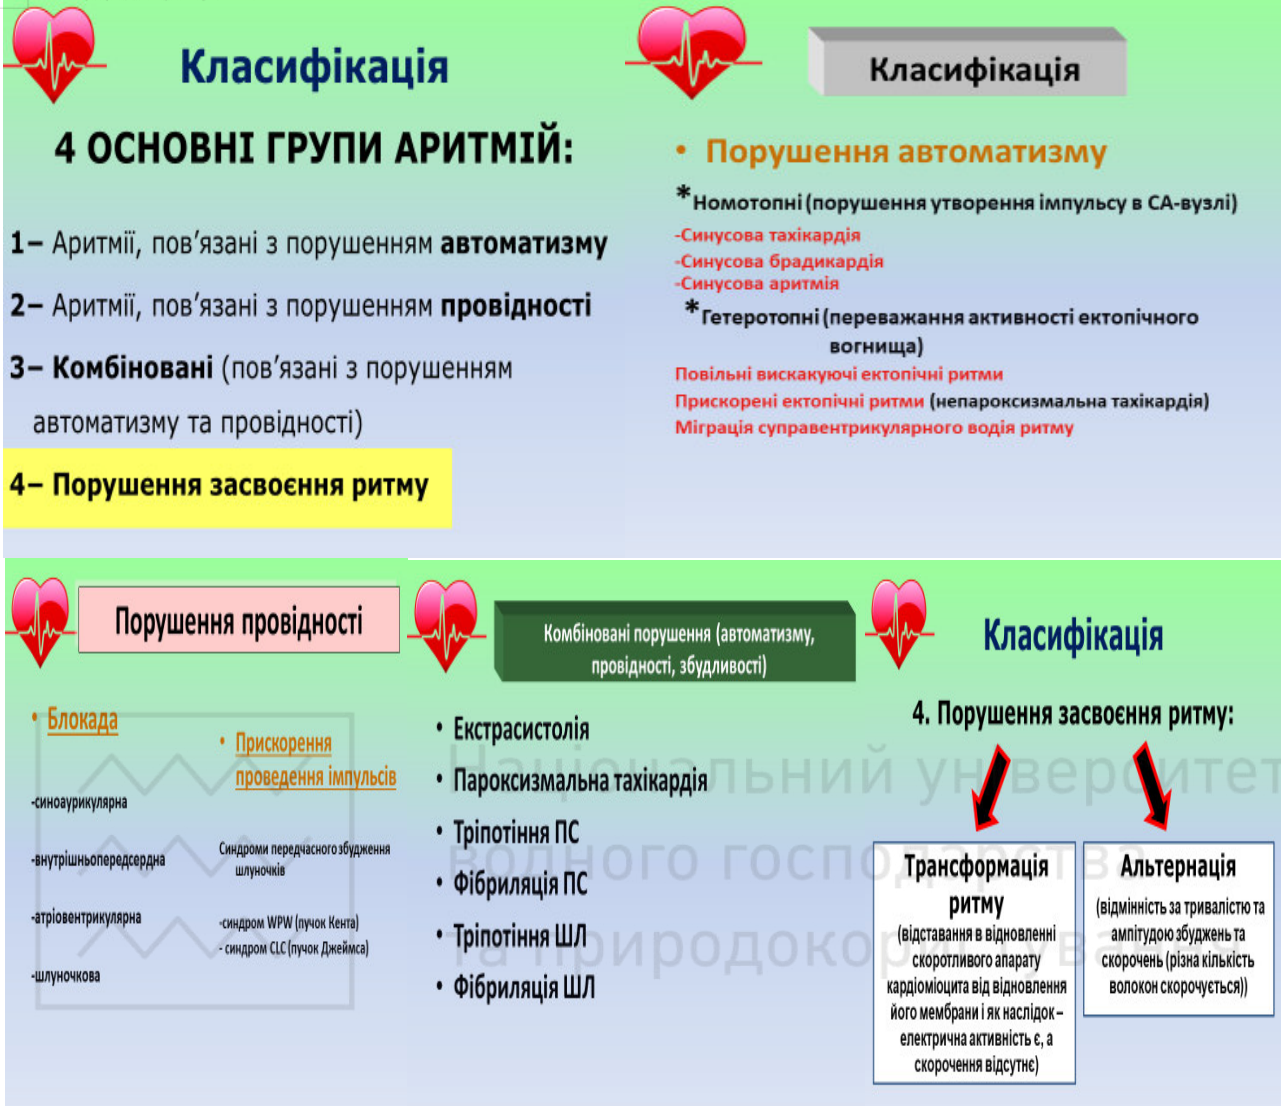 Класифікація
4 ОСНОВНІ ГРУПИ АРИТМІЙ:
1– Аритмії, пов’язані з порушенням автоматизму
2– Аритмії, пов’язані з порушенням провідності
3– Комбіновані (пов’язані з порушенням
автоматизму та провідності)
4– Порушення засвоєння ритму
Класифікація
• Порушення автоматизму
*Номотопні (порушення утворення імпульсу в СА-вузлі)
-Синусова тахікардія
-Синусова брадикардія
-Синусова аритмія
*Гетеротопні (переважання активності ектопічного
вогнища)
Повільні вискакуючі ектопічні ритми
Прискорені ектопічні ритми (непароксизмальна тахікардія)
Міграція суправентрикулярного водія ритму
Порушення провідності
• Блокада
-синоаурикулярна
-внутрішньопередсердна
-атріовентрикулярна
-шлуночкова
• Прискорення
проведення імпульсів
Синдроми передчасного збудження
шлуночків
-синдром WPW (пучок Кента)
- синдром CLC (пучок Джеймса)
Комбіновані порушення (автоматизму,
провідності, збудливості)
• Екстрасистолія
• Пароксизмальна тахікардія
• Тріпотіння ПС
• Фібриляція ПС
• Тріпотіння ШЛ
• Фібриляція ШЛ
Класифікація
4. Порушення засвоєння ритму:
Трансформація
ритму
(відставання в відновленні
скоротливого апарату
кардіоміоцита від відновлення
його мембрани і як наслідок –
електрична активність є, а
скорочення відсутнє)
Альтернація
(відмінність за тривалістю та
ампітудою збуджень та
скорочень (різна кількість
волокон скорочується))
Національний університет
водного господарства
та природокористування